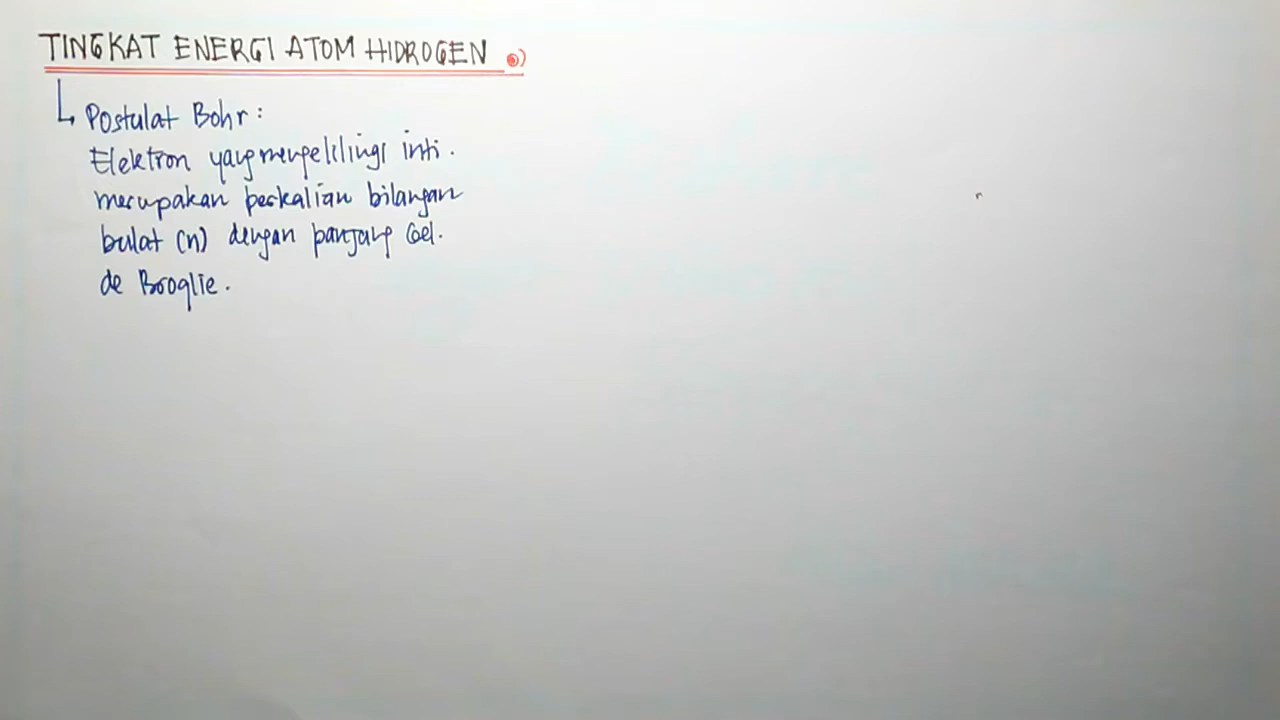 TINGKAT ENERGI ATOM HIDROGEN
Postulat Bohr :
Elektron yang mengelilingi inti.
merupakan perkalian bilangan
bulat (n) dengan panjang Gel.
de Broglie.